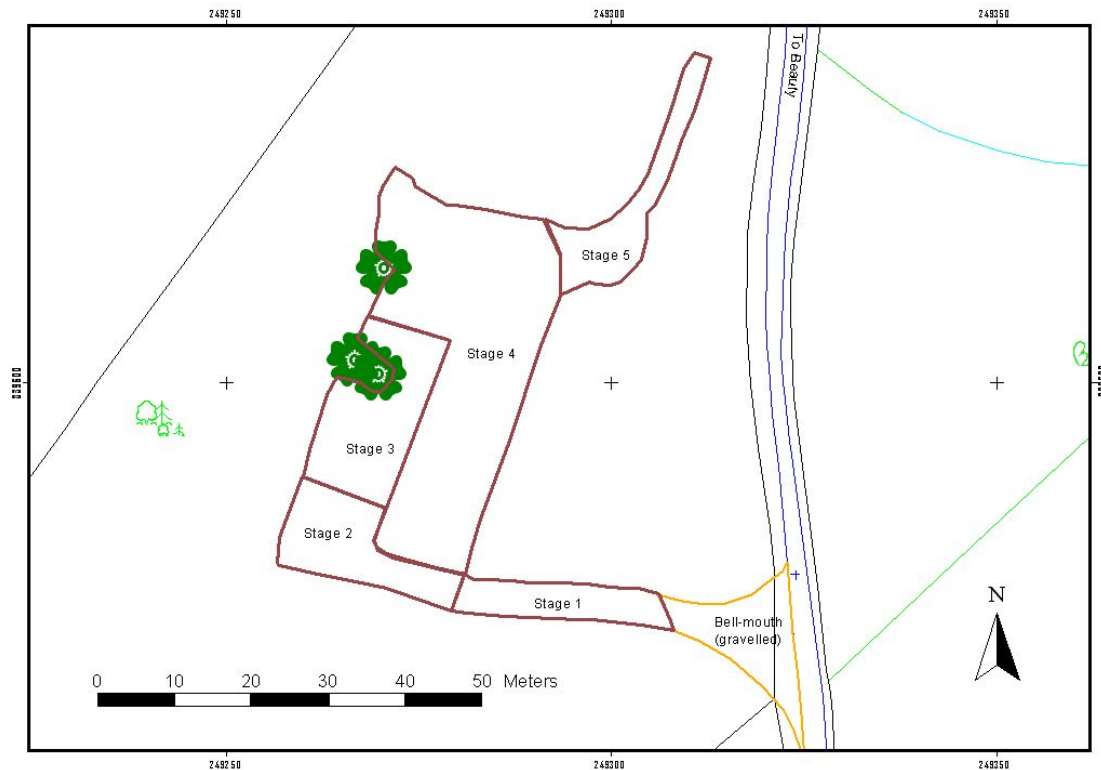 249250
249300
249350
To Beauly
Stage 5
Stage 4
839600
Stage 3
Stage 2
Stage 1
Bell-mouth
(gravelled)
N
0 10 20 30 40 50 Meters
249250
249300
249350